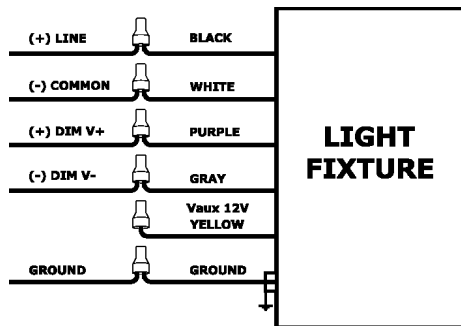 (+) LINE BLACK
(-) COMMON WHITE
(+) DIM V+ PURPLE
(-) DIM V- GRAY
Vaux 12V
YELLOW
GROUND GROUND
LIGHT
FIXTURE